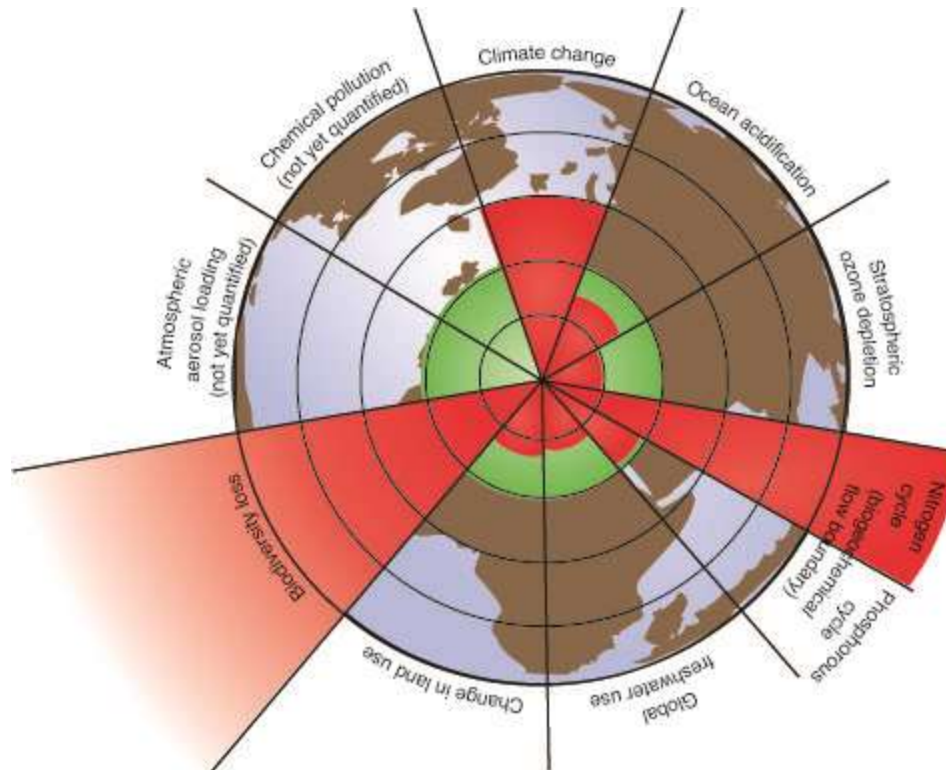 Climate change
Ocean acidification
Stratospheric
ozone depletion
Nitrogen
cycle
(biogeochemical
flow boundary)
Phosphorous
cycle
Global
freshwater use
Change in land use
Biodiversity loss
Atmospheric
aerosol loading
(not yet quantified)
Chemical pollution
(not yet quantified)